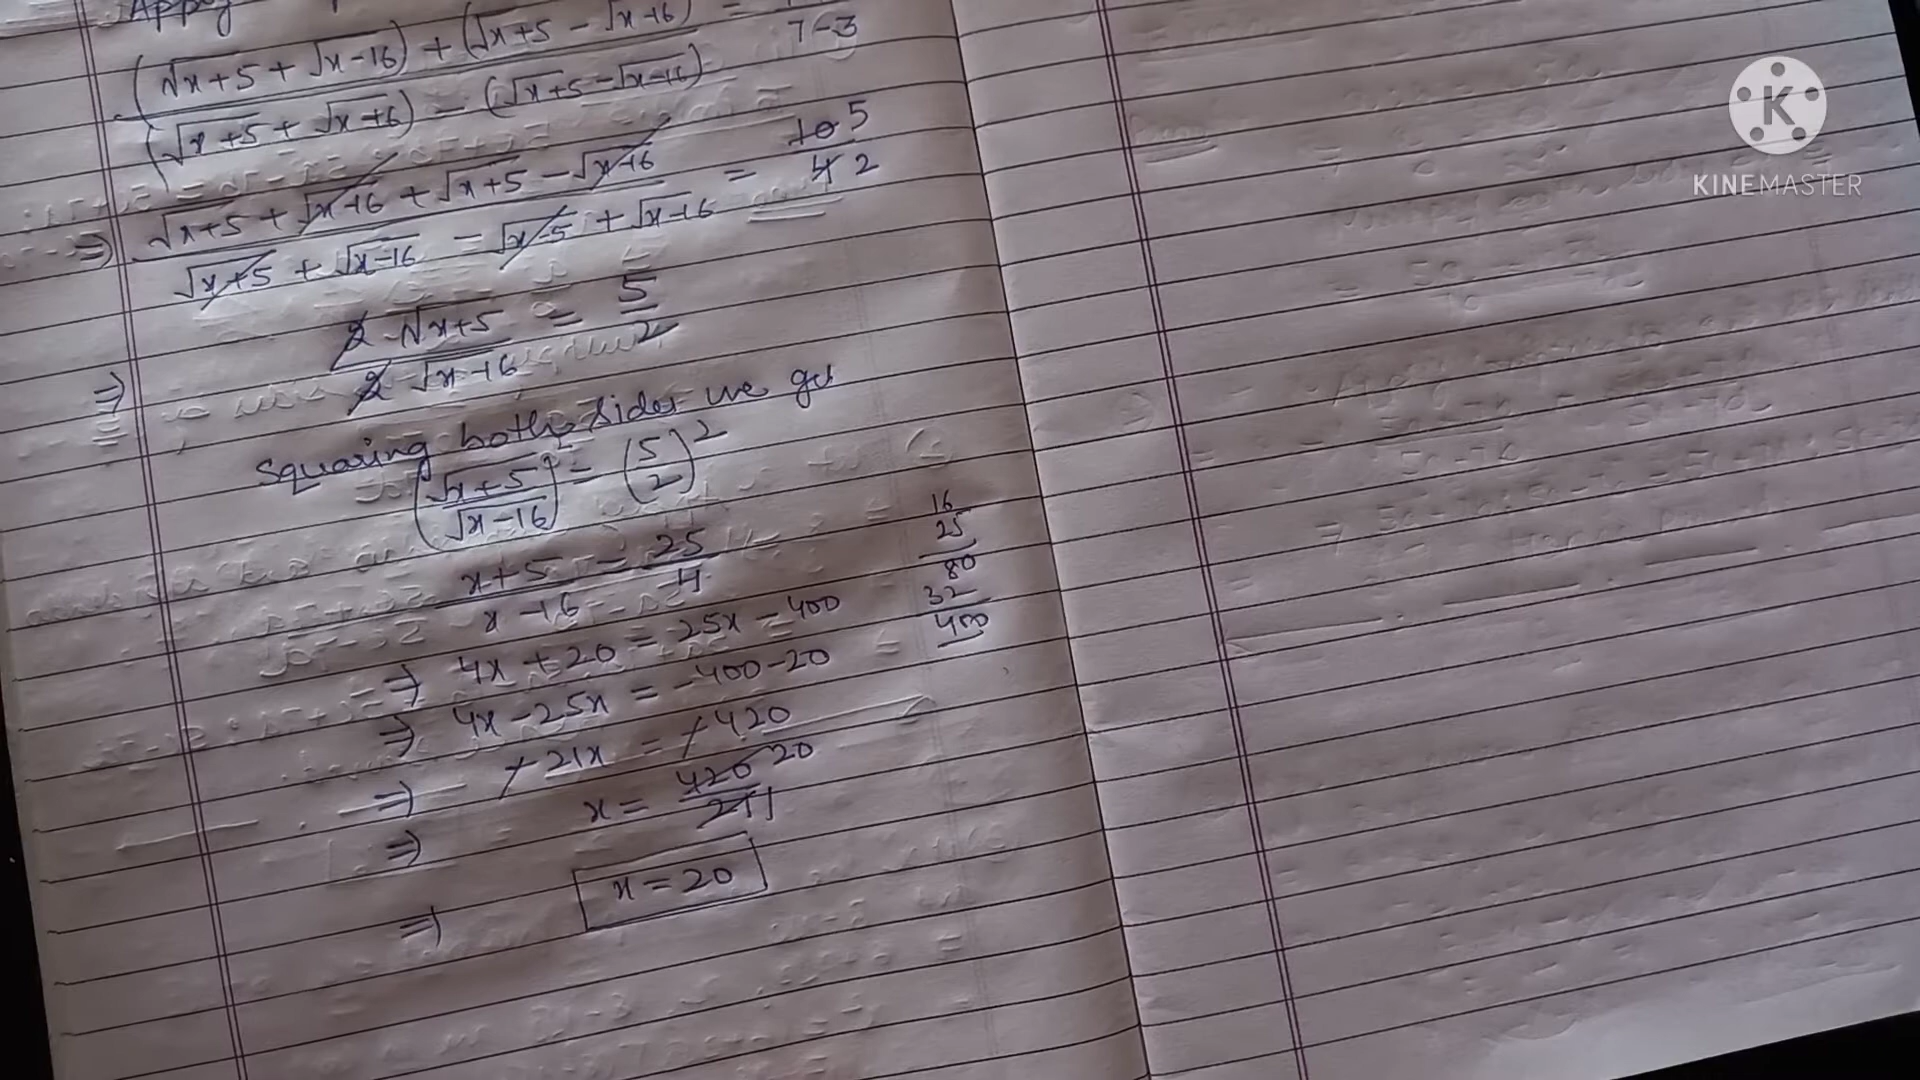 Apply
(√x+5 + √x-16) + (√x+5 - √x-16) =
(√x+5 + √x+16) - (√x+5 - √x-16) 7-3
⇒ √x+5 + √x-16 + √x+5 - √x-16 = 10 5
√x+5 + √x-16 - √x-5 + √x-16 4 2
⇒ 2 √x+5 = 5
2 √x-16 2
Squaring both sides we get
(√x+5 / √x-16)² = (5/2)²
x+5 = 25
x-16 4
⇒ 4x+20 = 25x-400
⇒ 4x-25x = -400-20
⇒ -21x = -420
⇒ x = 420 20
21 1
⇒ x=20
16
25
80
32
400
K
KINEMASTER